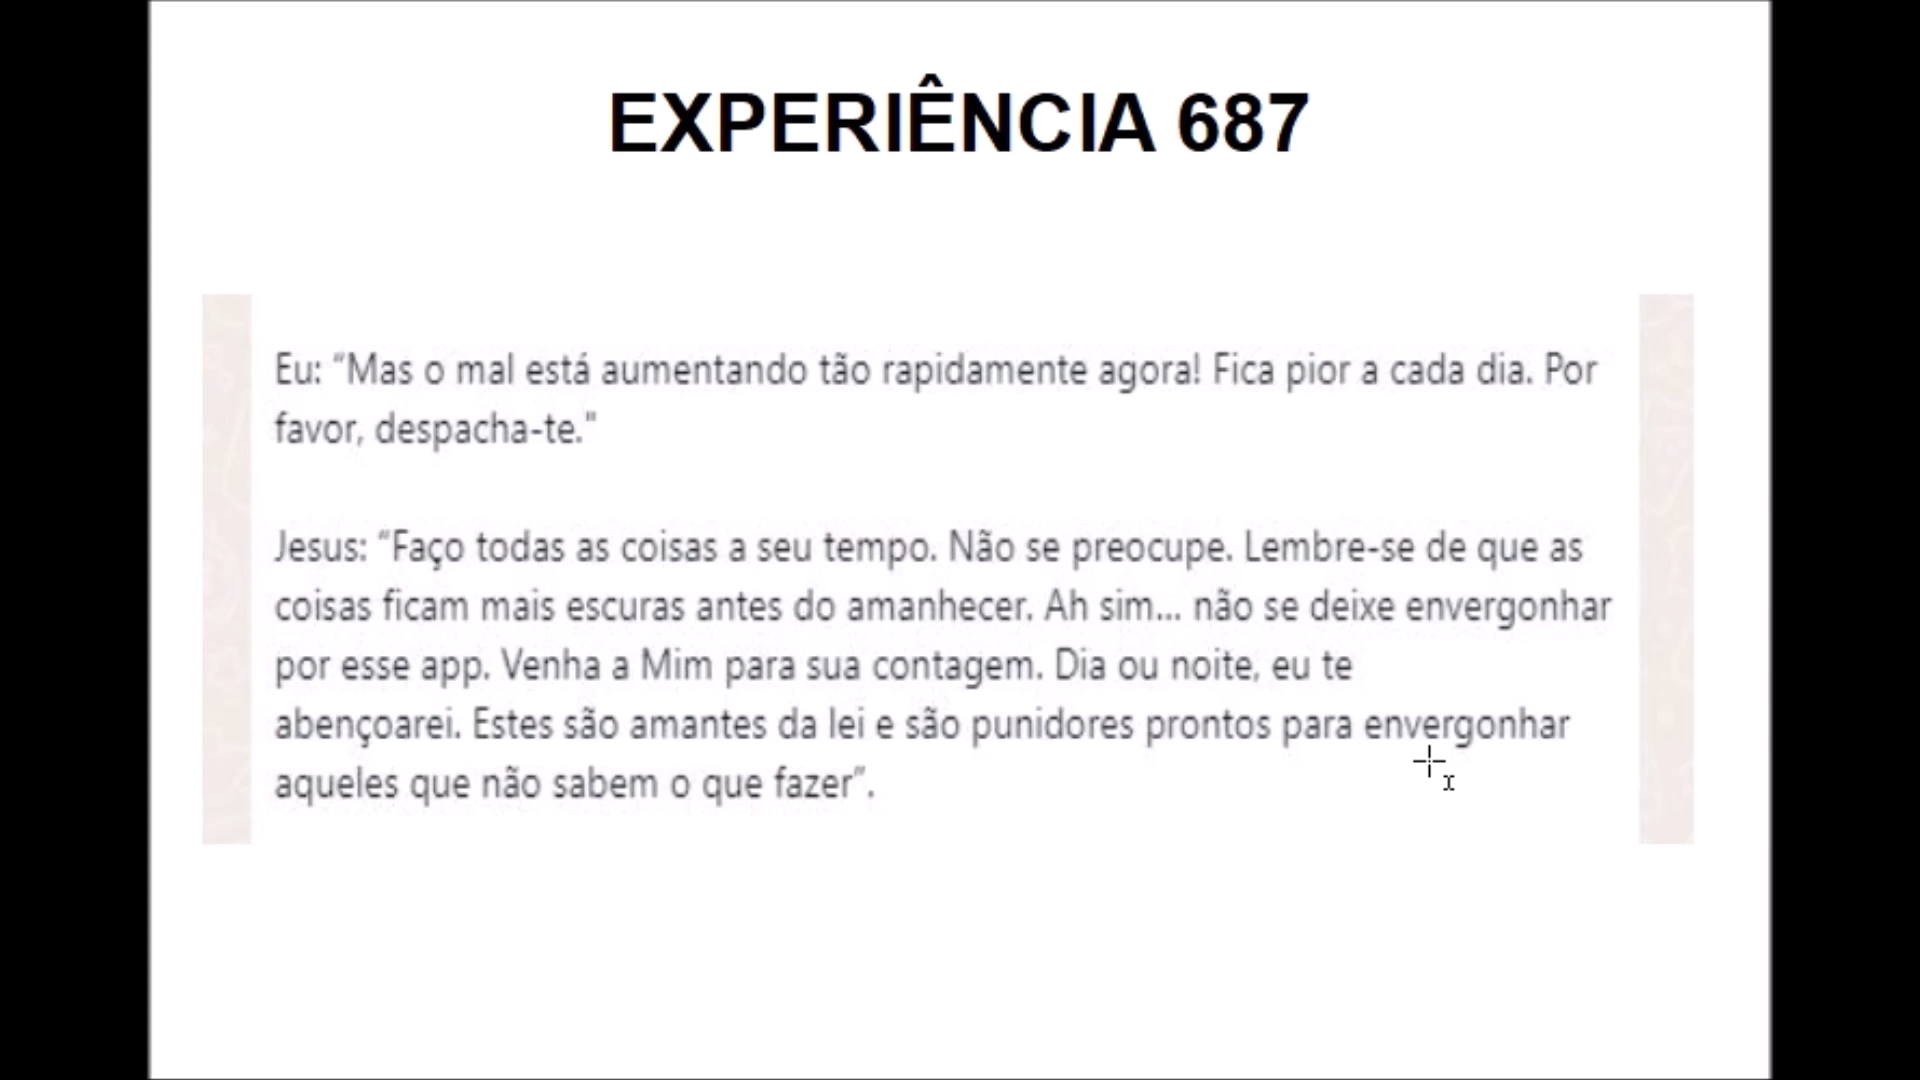 EXPERIÊNCIA 687
Eu: “Mas o mal está aumentando tão rapidamente agora! Fica pior a cada dia. Por
favor, despacha-te."
Jesus: “Faço todas as coisas a seu tempo. Não se preocupe. Lembre-se de que as
coisas ficam mais escuras antes do amanhecer. Ah sim... não se deixe envergonhar
por esse app. Venha a Mim para sua contagem. Dia ou noite, eu te
abençoarei. Estes são amantes da lei e são punidores prontos para envergonhar
aqueles que não sabem o que fazer”.